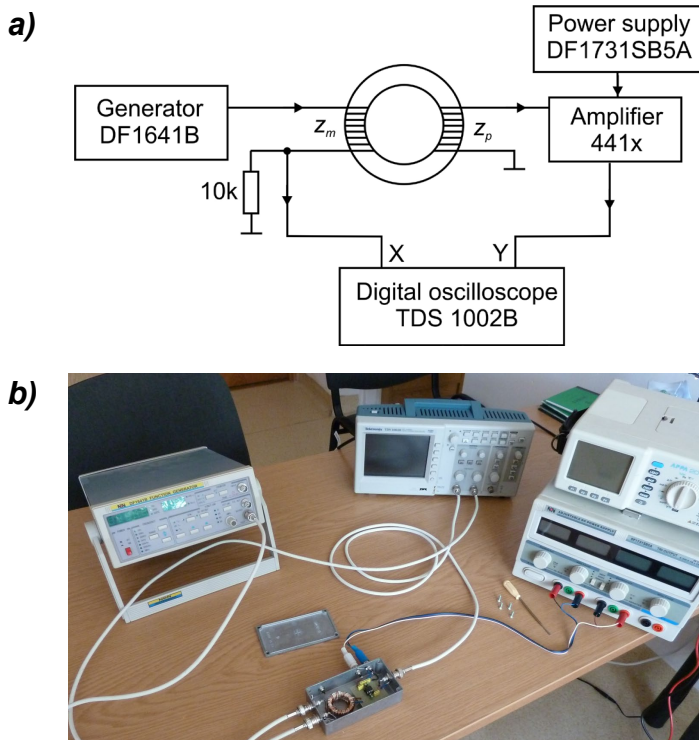 a)
Power supply
DF1731SB5A
Generator
DF1641B
z_m
z_p
Amplifier
441x
10k
X
Y
Digital oscilloscope
TDS 1002B
b)